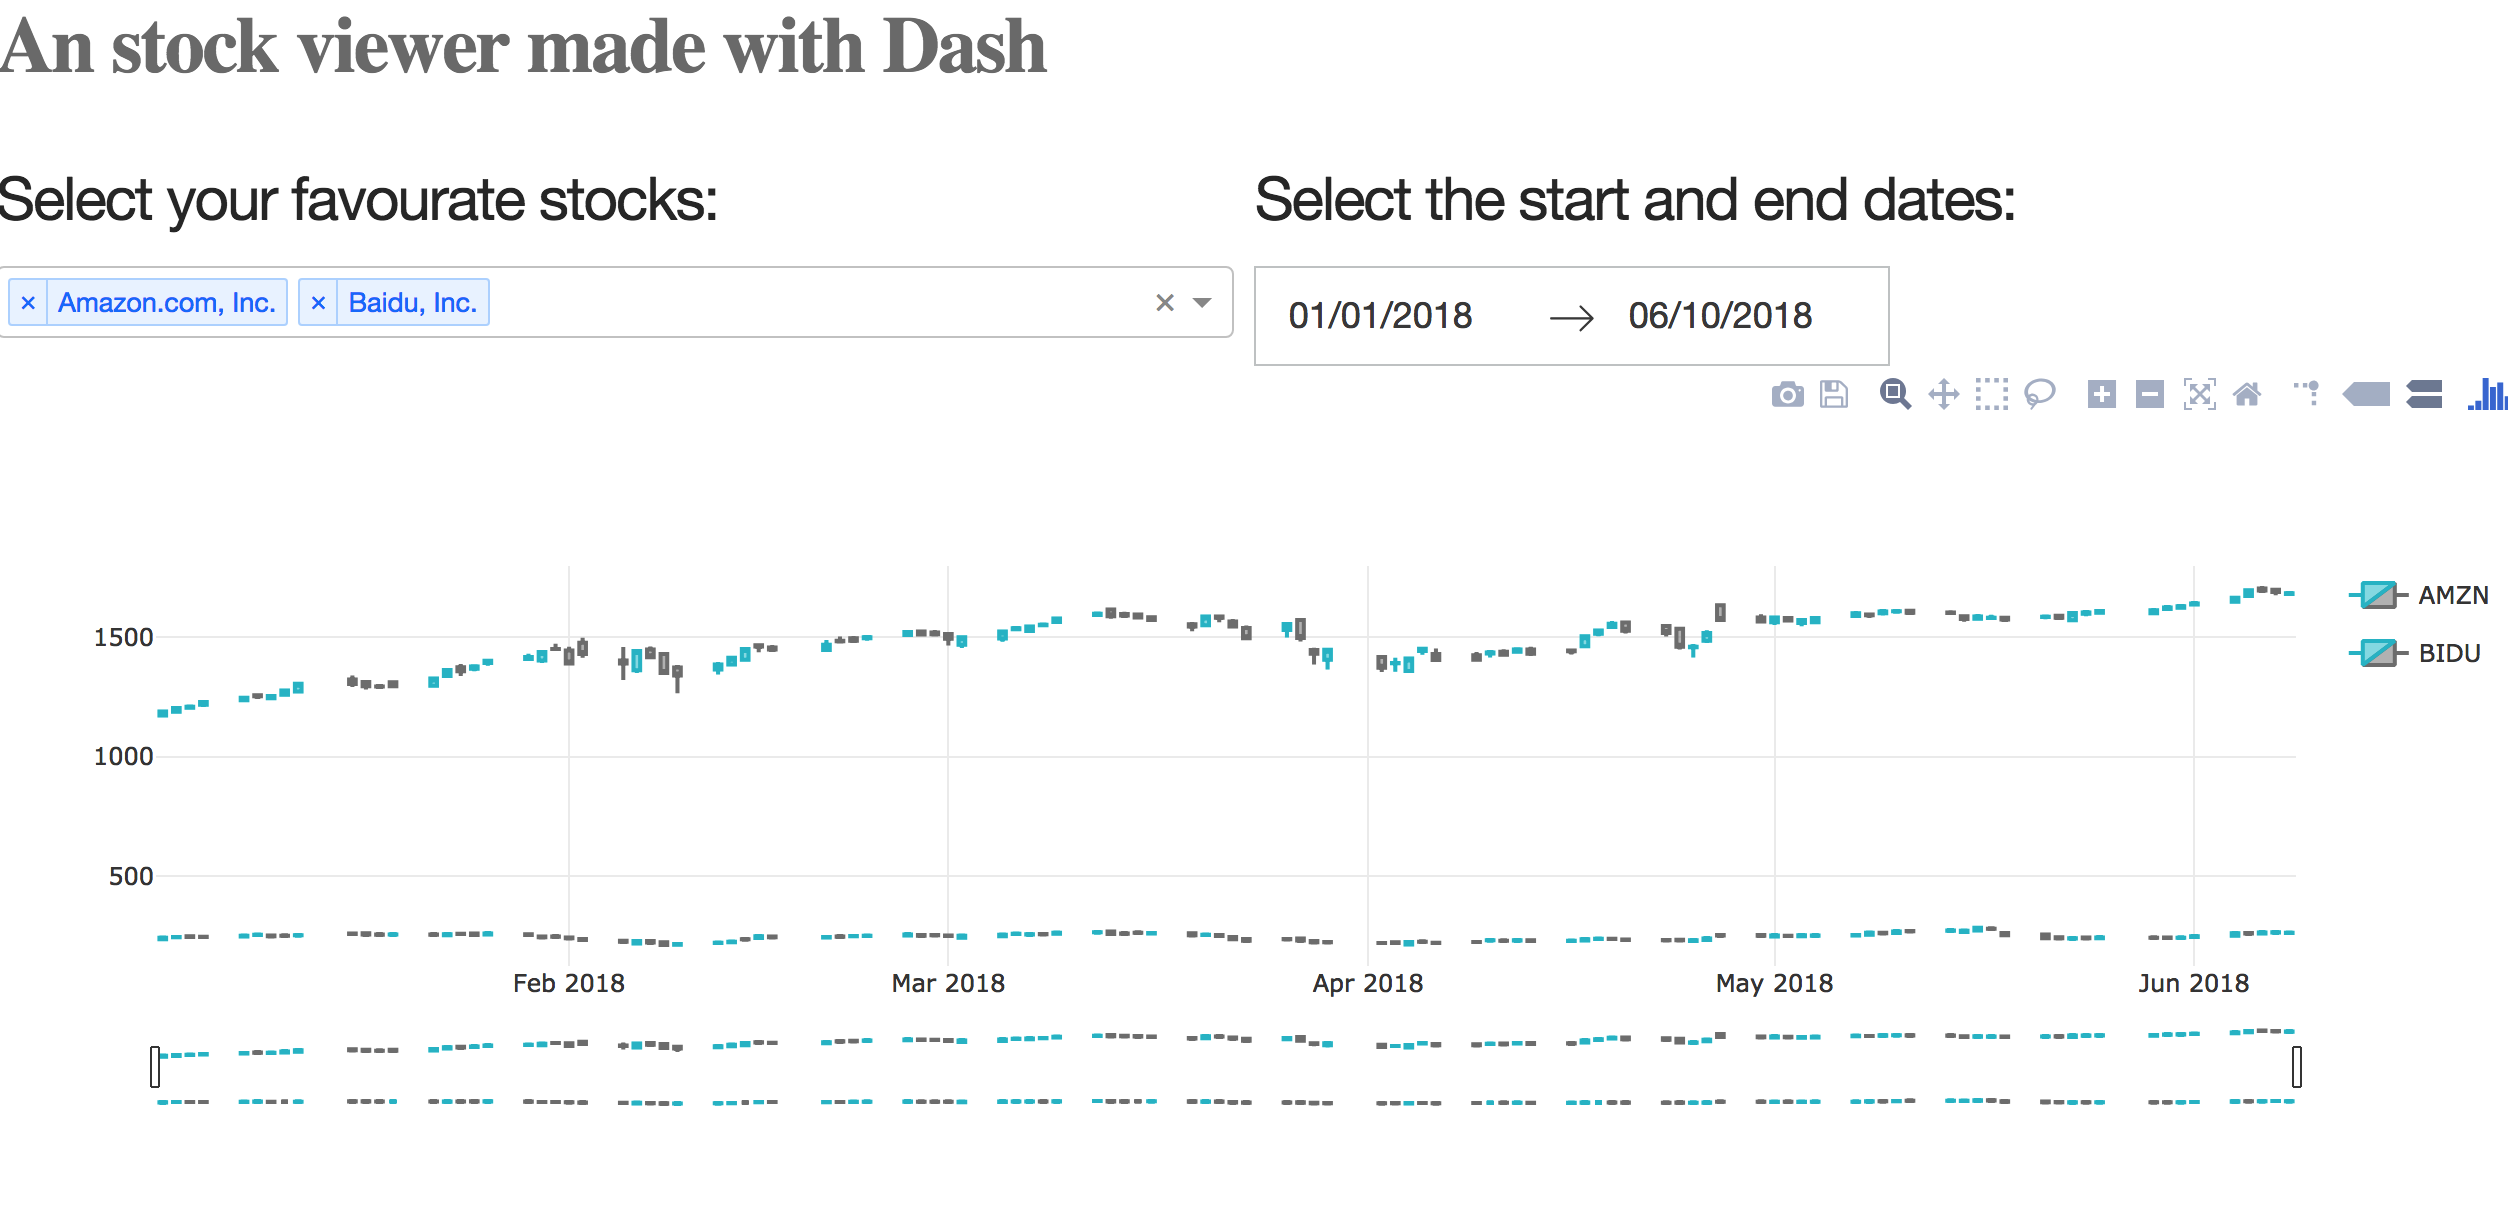 An stock viewer made with Dash
Select your favourate stocks:
Select the start and end dates:
× Amazon.com, Inc. × Baidu, Inc. ×
01/01/2018 → 06/10/2018
AMZN
BIDU
1500
1000
500
Feb 2018 Mar 2018 Apr 2018 May 2018 Jun 2018